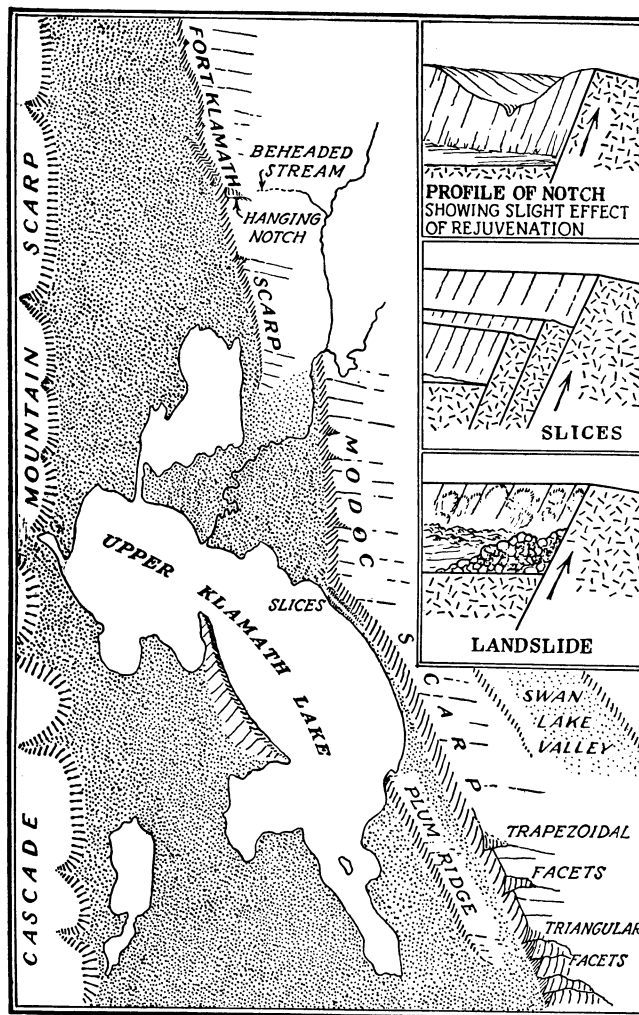 FORT KLAMATH
SCARP
BEHEADED
STREAM
HANGING
NOTCH
CASCADE MOUNTAIN SCARP
MODOC SCARP
UPPER KLAMATH LAKE
SLICES
PLUM RIDGE
SWAN
LAKE
VALLEY
TRAPEZOIDAL
FACETS
TRIANGULAR
FACETS
PROFILE OF NOTCH
SHOWING SLIGHT EFFECT
OF REJUVENATION
SLICES
LANDSLIDE